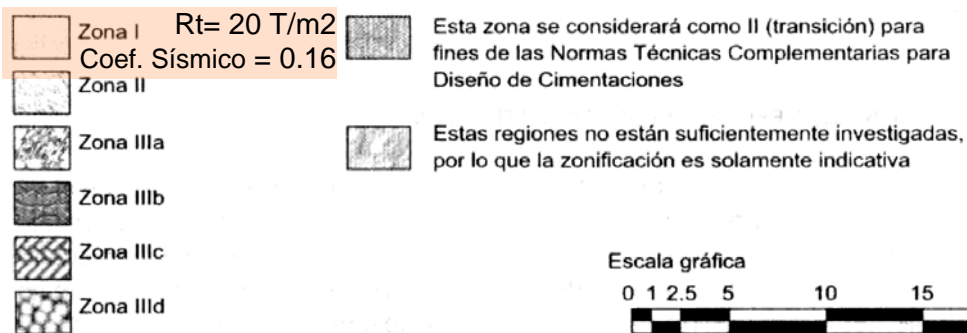 Zona I Rt= 20 T/m2
Coef. Sísmico = 0.16
Zona II
Zona IIIa
Zona IIIb
Zona IIIc
Zona IIId
Esta zona se considerará como II (transición) para
fines de las Normas Técnicas Complementarias para
Diseño de Cimentaciones
Estas regiones no están suficientemente investigadas,
por lo que la zonificación es solamente indicativa
Escala gráfica
0 1 2.5 5 10 15